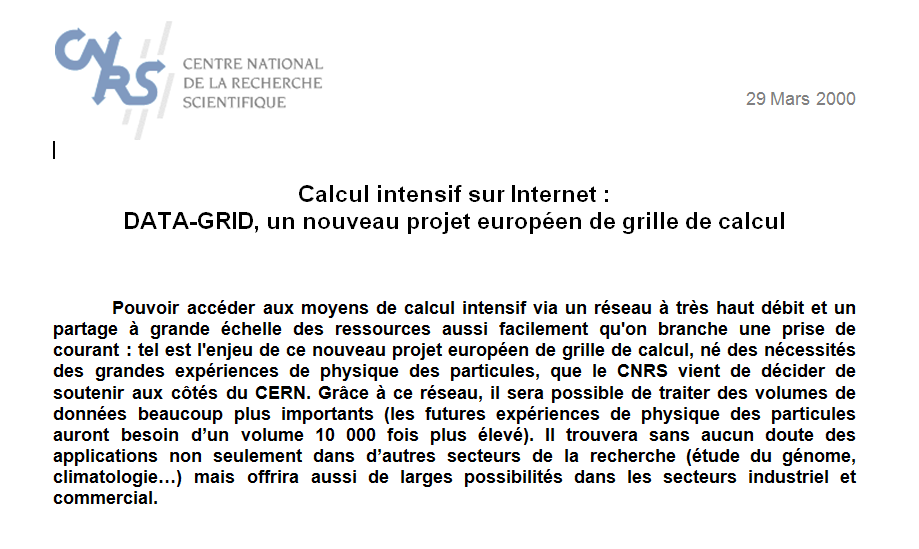 CNRS
CENTRE NATIONAL
DE LA RECHERCHE
SCIENTIFIQUE
29 Mars 2000
Calcul intensif sur Internet :
DATA-GRID, un nouveau projet européen de grille de calcul
Pouvoir accéder aux moyens de calcul intensif via un réseau à très haut débit et un
partage à grande échelle des ressources aussi facilement qu'on branche une prise de
courant : tel est l'enjeu de ce nouveau projet européen de grille de calcul, né des nécessités
des grandes expériences de physique des particules, que le CNRS vient de décider de
soutenir aux côtés du CERN. Grâce à ce réseau, il sera possible de traiter des volumes de
données beaucoup plus importants (les futures expériences de physique des particules
auront besoin d’un volume 10 000 fois plus élevé). Il trouvera sans aucun doute des
applications non seulement dans d’autres secteurs de la recherche (étude du génome,
climatologie…) mais offrira aussi de larges possibilités dans les secteurs industriel et
commercial.